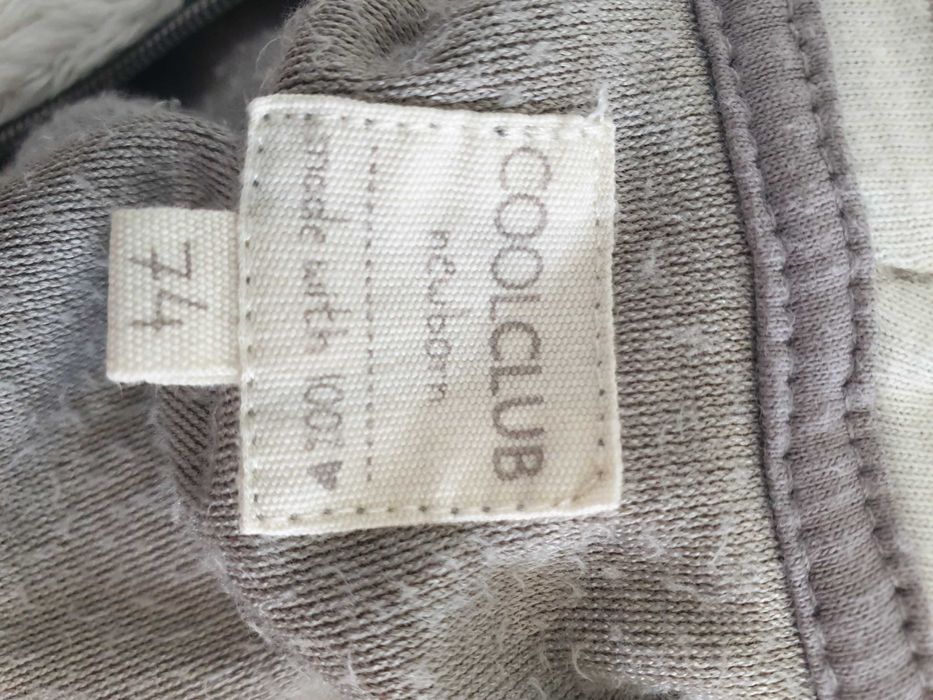 COOLCLUB
newborn
made with 100% ♥
74